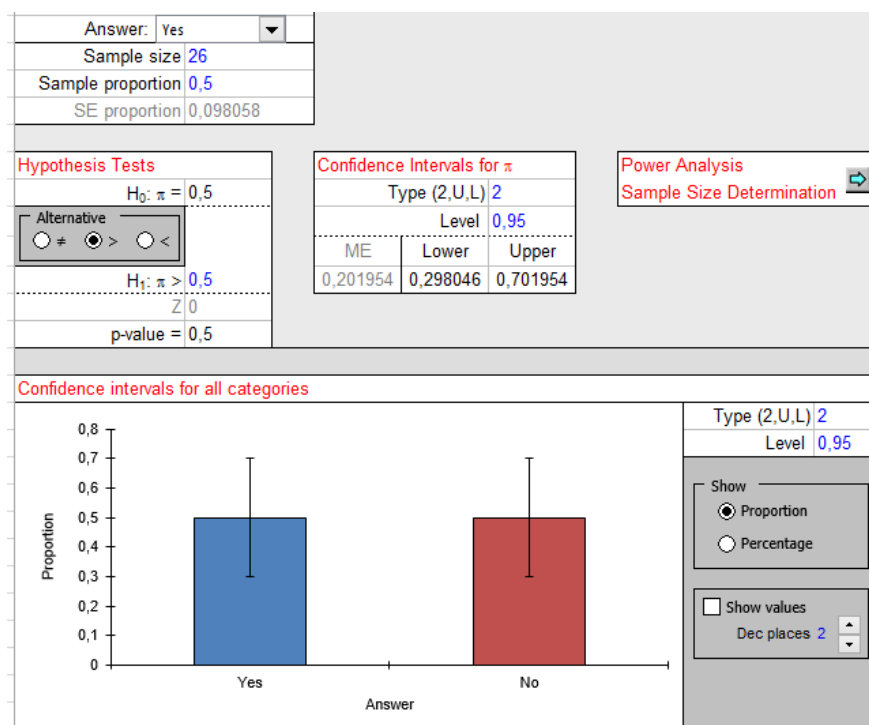 Answer: Yes
Sample size 26
Sample proportion 0,5
SE proportion 0,098058
Hypothesis Tests
H₀: π = 0,5
Alternative
≠ > <
H₁: π > 0,5
Z 0
p-value = 0,5
Confidence Intervals for π
Type (2,U,L) 2
Level 0,95
ME Lower Upper
0,201954 0,298046 0,701954
Power Analysis
Sample Size Determination
Confidence intervals for all categories
Proportion
0,8
0,7
0,6
0,5
0,4
0,3
0,2
0,1
0
Yes No
Answer
Type (2,U,L) 2
Level 0,95
Show
Proportion
Percentage
Show values
Dec places 2